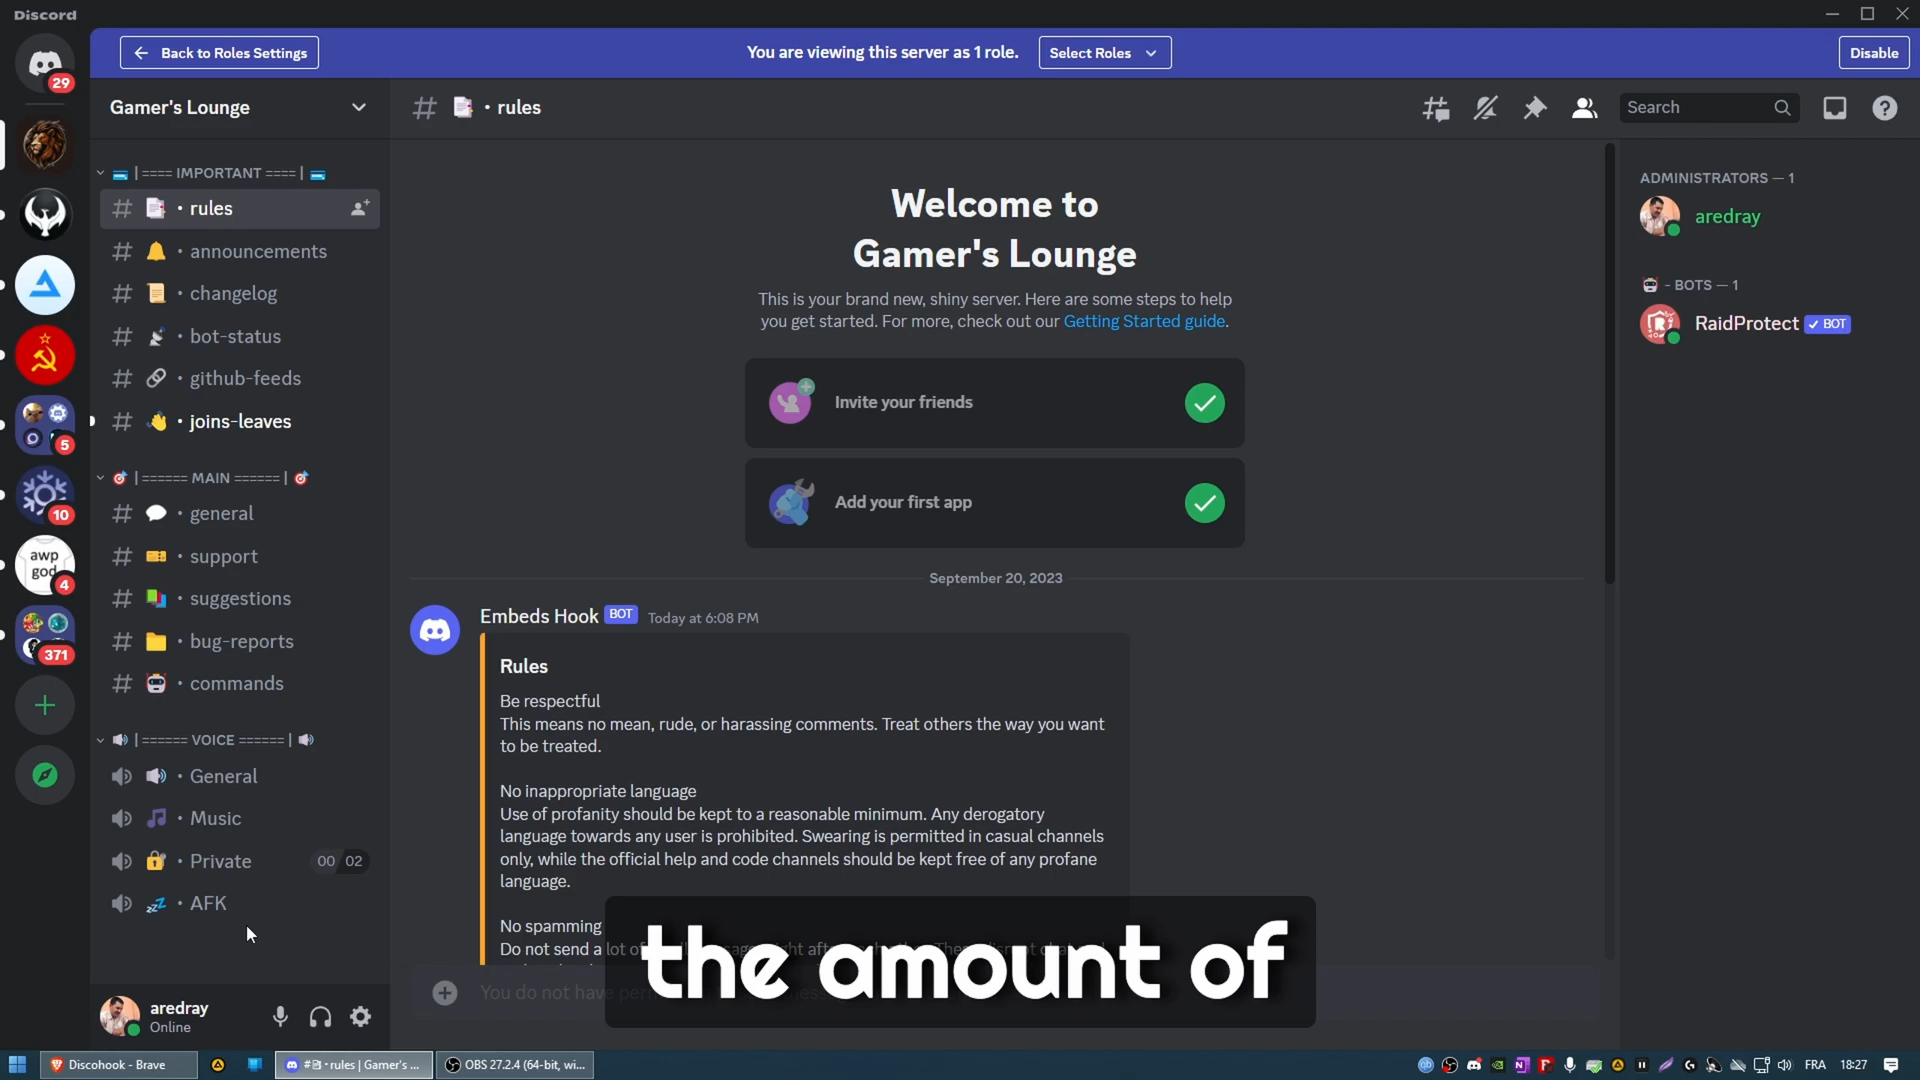 Discord
Back to Roles Settings
You are viewing this server as 1 role.
Select Roles
Disable
29
Gamer's Lounge
• rules
Search
|==== IMPORTANT ====|
• rules
• announcements
• changelog
• bot-status
• github-feeds
• joins-leaves
|====== MAIN ======|
• general
• support
• suggestions
• bug-reports
• commands
|====== VOICE ======|
• General
• Music
• Private
00 02
• AFK
5
10
awp
god
4
371
aredray
Online
Welcome to
Gamer's Lounge
This is your brand new, shiny server. Here are some steps to help
you get started. For more, check out our Getting Started guide.
Invite your friends
Add your first app
September 20, 2023
Embeds Hook BOT Today at 6:08 PM
Rules
Be respectful
This means no mean, rude, or harassing comments. Treat others the way you want
to be treated.
No inappropriate language
Use of profanity should be kept to a reasonable minimum. Any derogatory
language towards any user is prohibited. Swearing is permitted in casual channels
only, while the official help and code channels should be kept free of any profane
language.
No spamming
Do not send a lot of
You do not have
the amount of
ADMINISTRATORS — 1
aredray
- BOTS — 1
RaidProtect BOT
Discohook - Brave
• rules | Gamer's ...
OBS 27.2.4 (64-bit, wi...
FRA
18:27